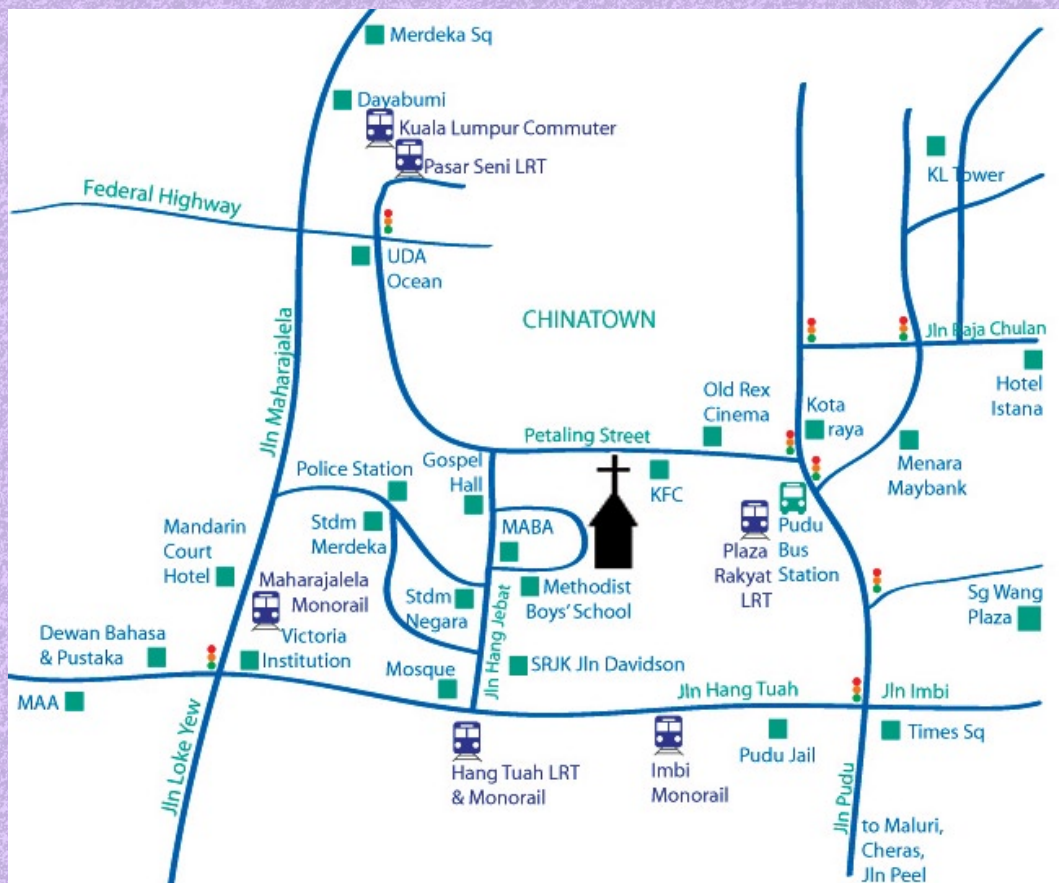 Merdeka Sq
Dayabumi
Kuala Lumpur Commuter
Pasar Seni LRT
KL Tower
Federal Highway
UDA
Ocean
CHINATOWN
Jln Raja Chulan
Hotel
Istana
Jln Maharajalela
Old Rex
Cinema
Kota
raya
Petaling Street
Menara
Maybank
Gospel
Hall
Police Station
KFC
Stdm
Merdeka
MABA
Plaza
Rakyat
LRT
Pudu
Bus
Station
Mandarin
Court
Hotel
Maharajalela
Monorail
Stdm
Negara
Methodist
Boys' School
Sg Wang
Plaza
Jln Hang Jebat
Dewan Bahasa
& Pustaka
Victoria
Institution
Mosque
SRJK Jln Davidson
MAA
Jln Hang Tuah
Jln Imbi
Jln Loke Yew
Hang Tuah LRT
& Monorail
Imbi
Monorail
Pudu Jail
Times Sq
Jln Pudu
to Maluri,
Cheras,
Jln Peel